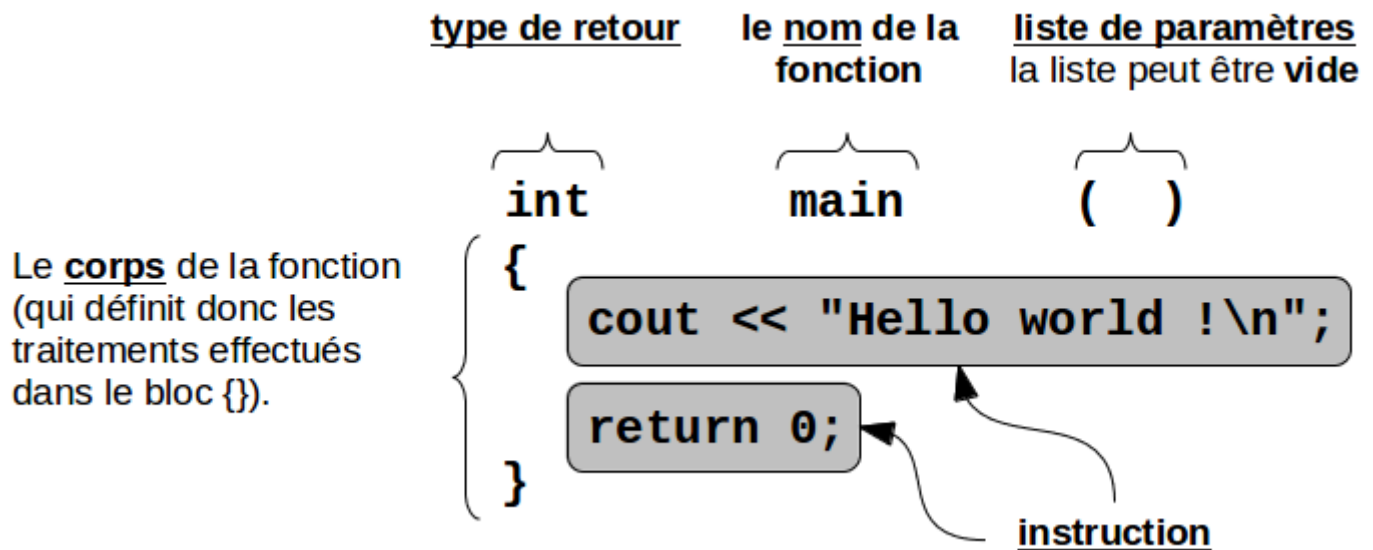 type de retour
le nom de la
fonction
liste de paramètres
la liste peut être vide
int main ( )
Le corps de la fonction
(qui définit donc les
traitements effectués
dans le bloc {}).
{
cout << "Hello world !\n";
return 0;
}
instruction